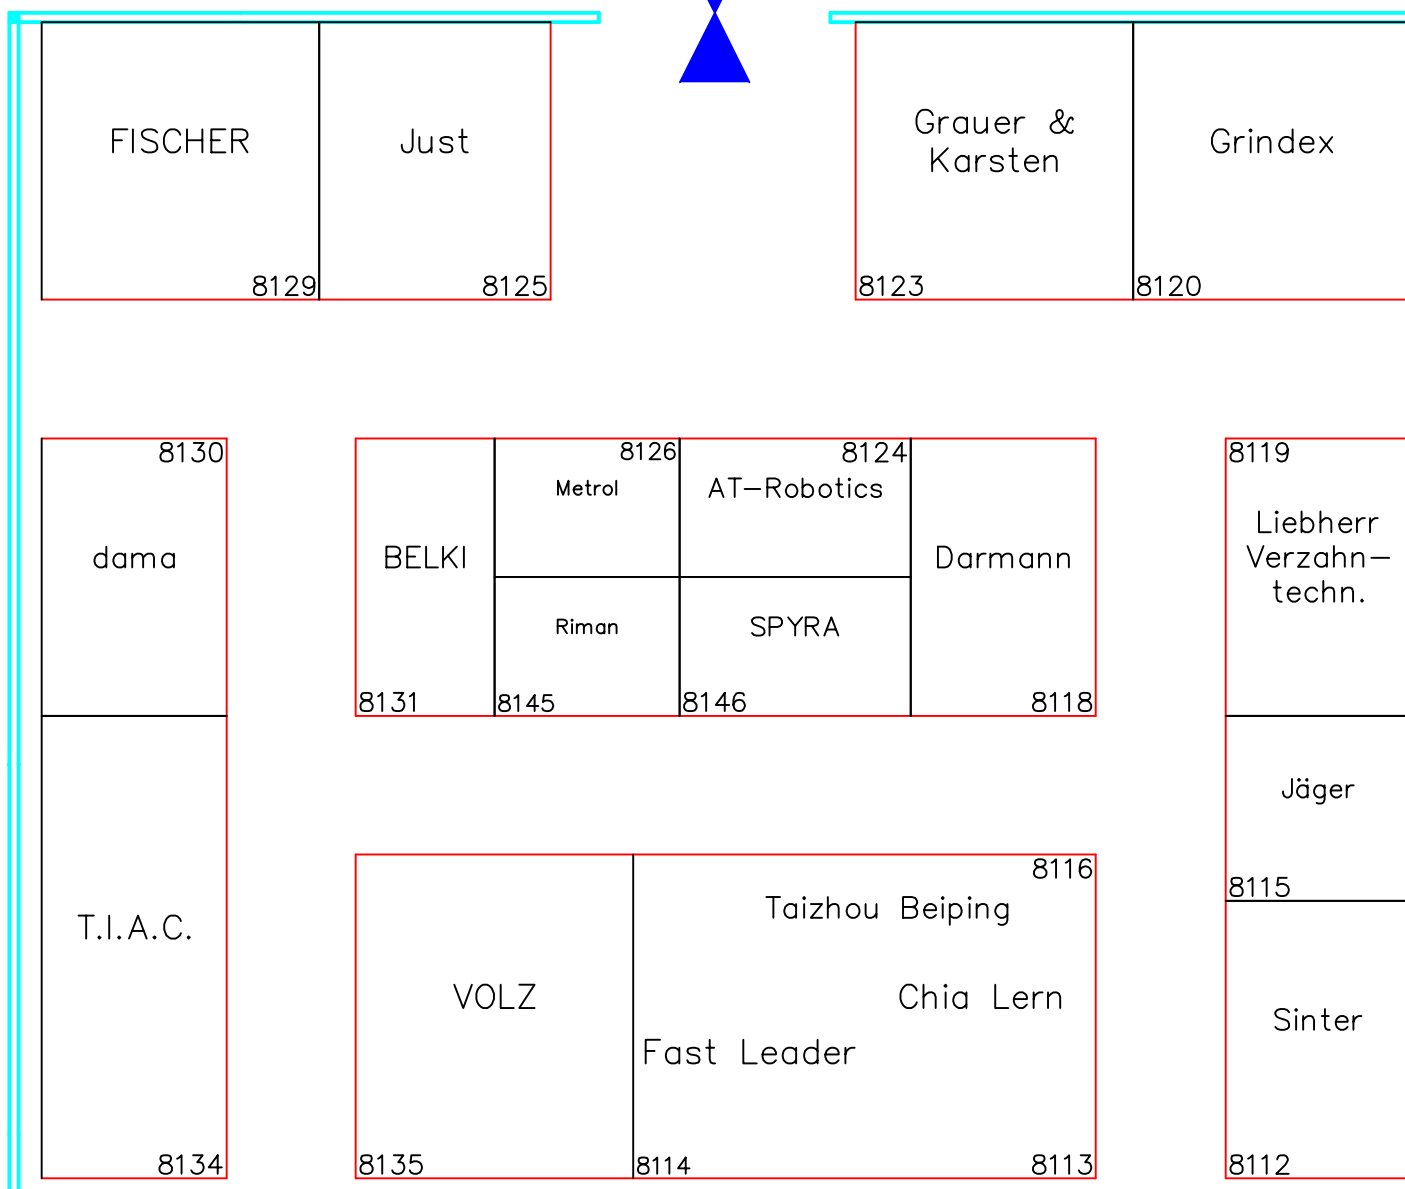 FISCHER
8129
Just
8125
Grauer &
Karsten
8123
Grindex
8120
8130
dama
BELKI
8131
8126
Metrol
Riman
8145
8124
AT-Robotics
SPYRA
8146
Darmann
8118
8119
Liebherr
Verzahn-
techn.
Jäger
8115
T.I.A.C.
8134
VOLZ
8135
8116
Taizhou Beiping
Chia Lern
Fast Leader
8114
8113
Sinter
8112